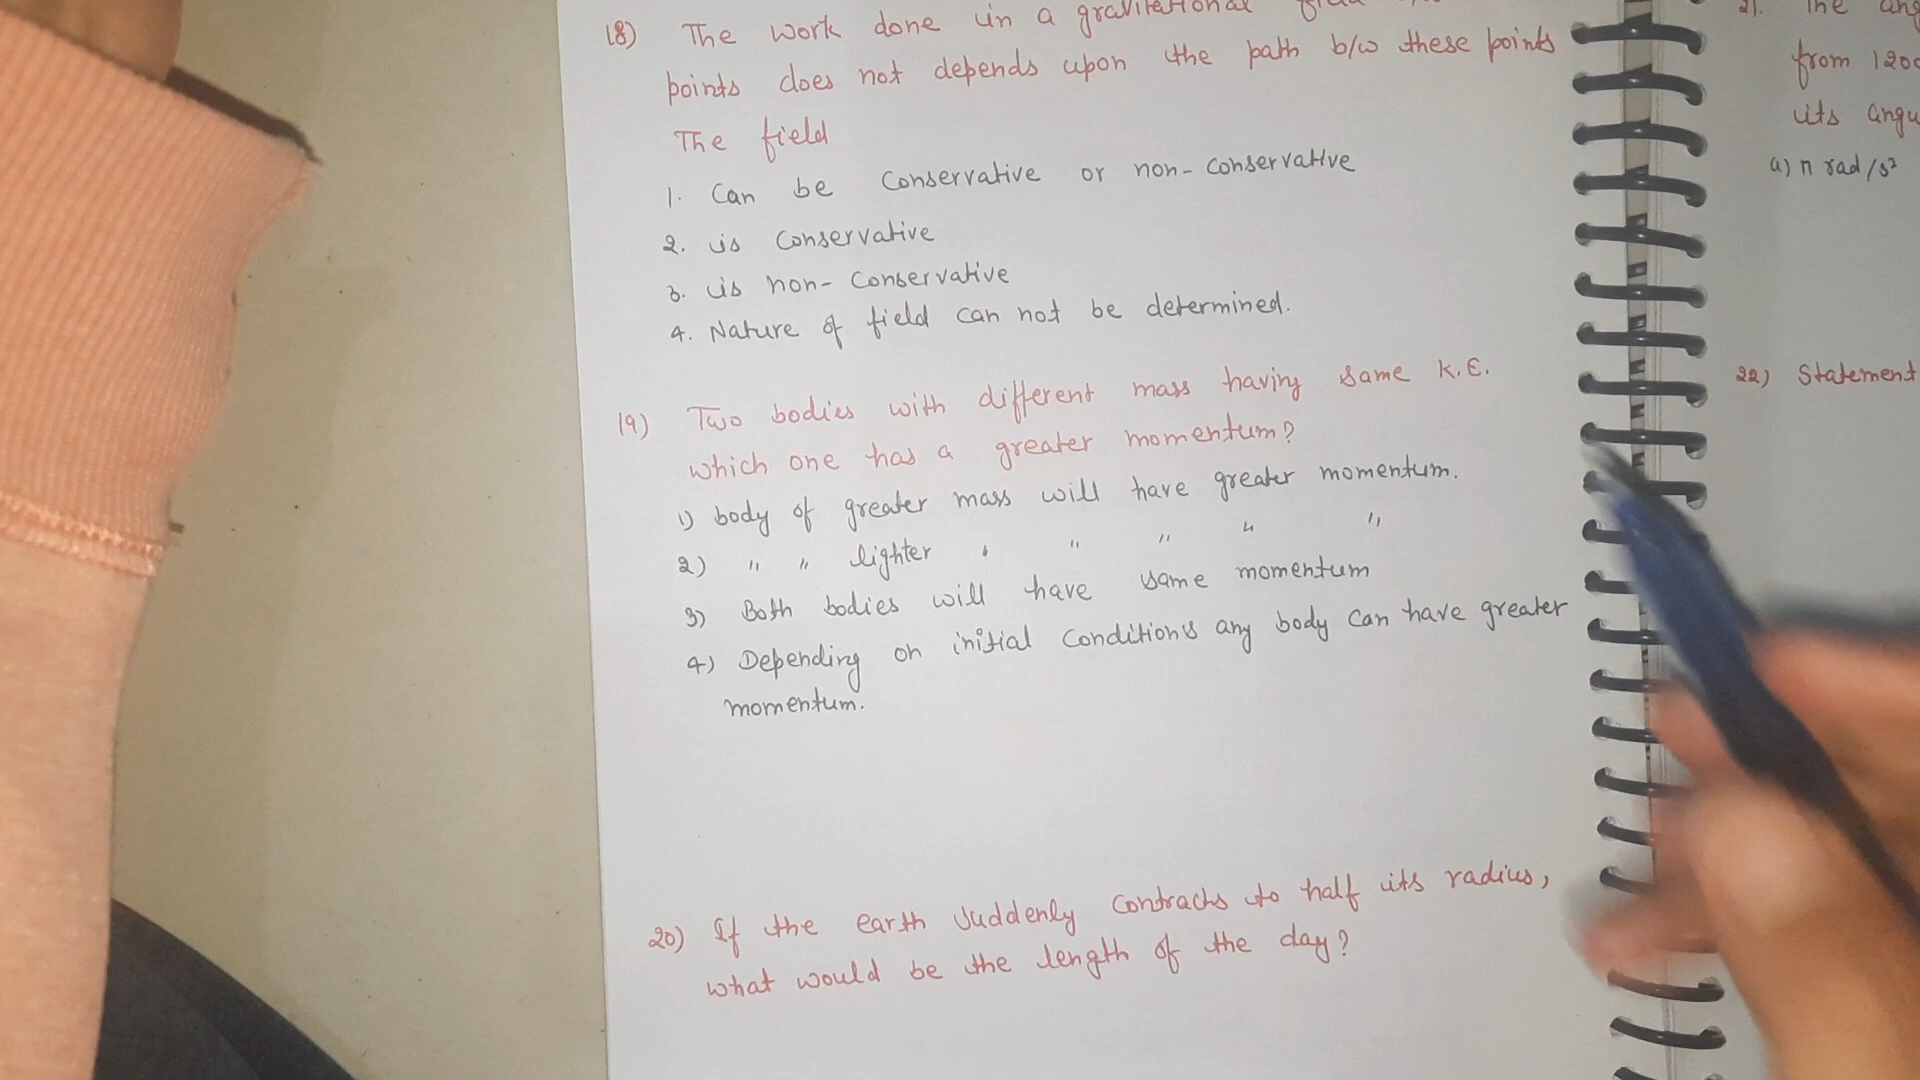 18) The work done in a gravitational
points does not depends upon the path b/w these points
The field
1. Can be Conservative or non-conservative
2. is conservative
3. is non-conservative
4. Nature of field can not be determined.
19) Two bodies with different mass having same K.E.
which one has a greater momentum?
1) body of greater mass will have greater momentum.
2) " " lighter " " " " "
3) Both bodies will have same momentum
4) Depending on initial conditions any body can have greater
momentum.
20) If the earth suddenly contracts to half its radius,
what would be the length of the day?
21. The ang
from 120
its angu
a) π rad/s²
22) Statement